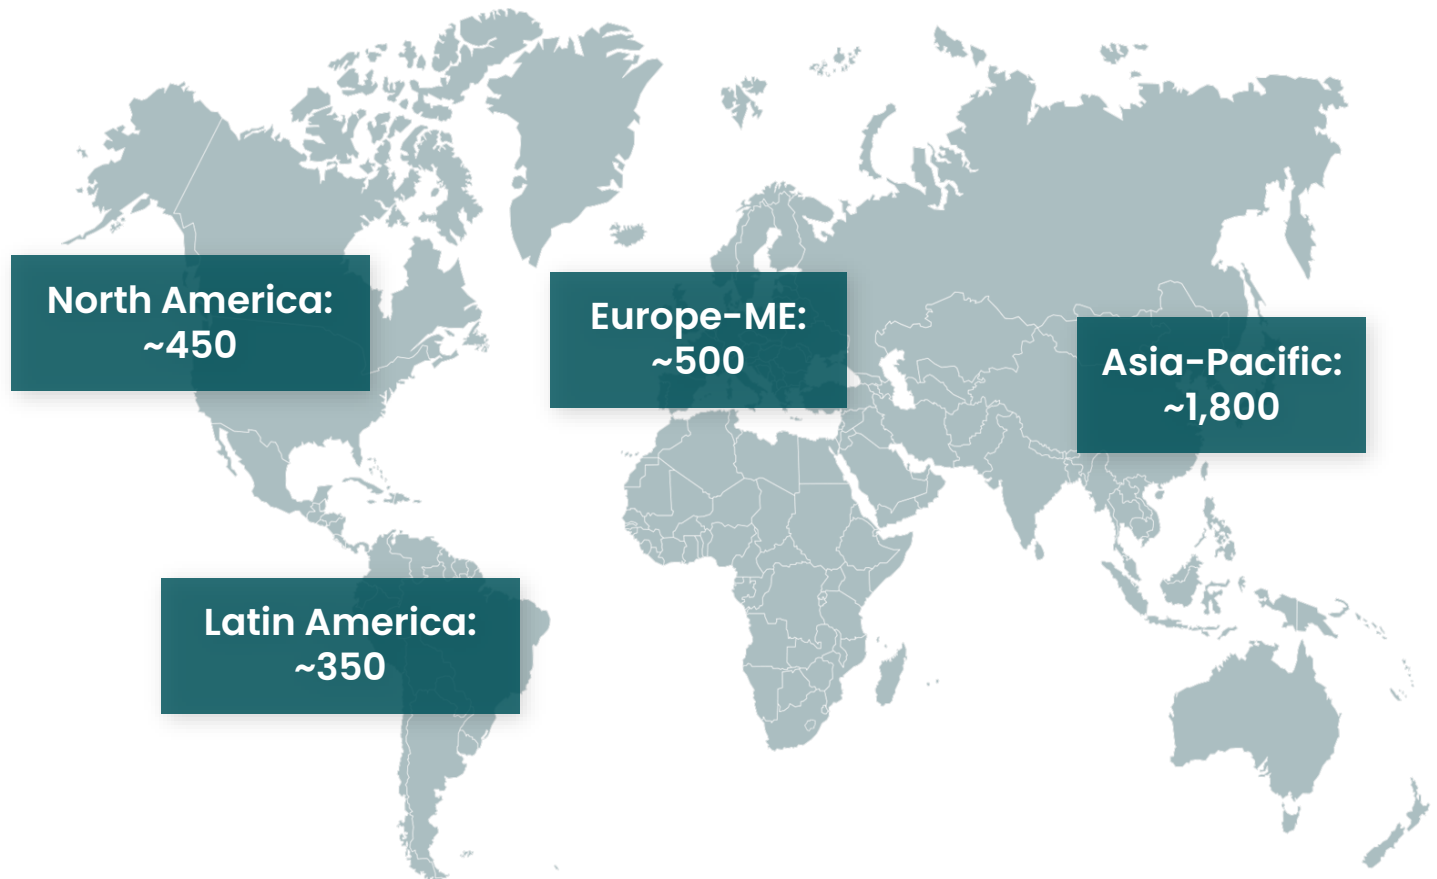 North America:
~450
Europe-ME:
~500
Asia-Pacific:
~1,800
Latin America:
~350